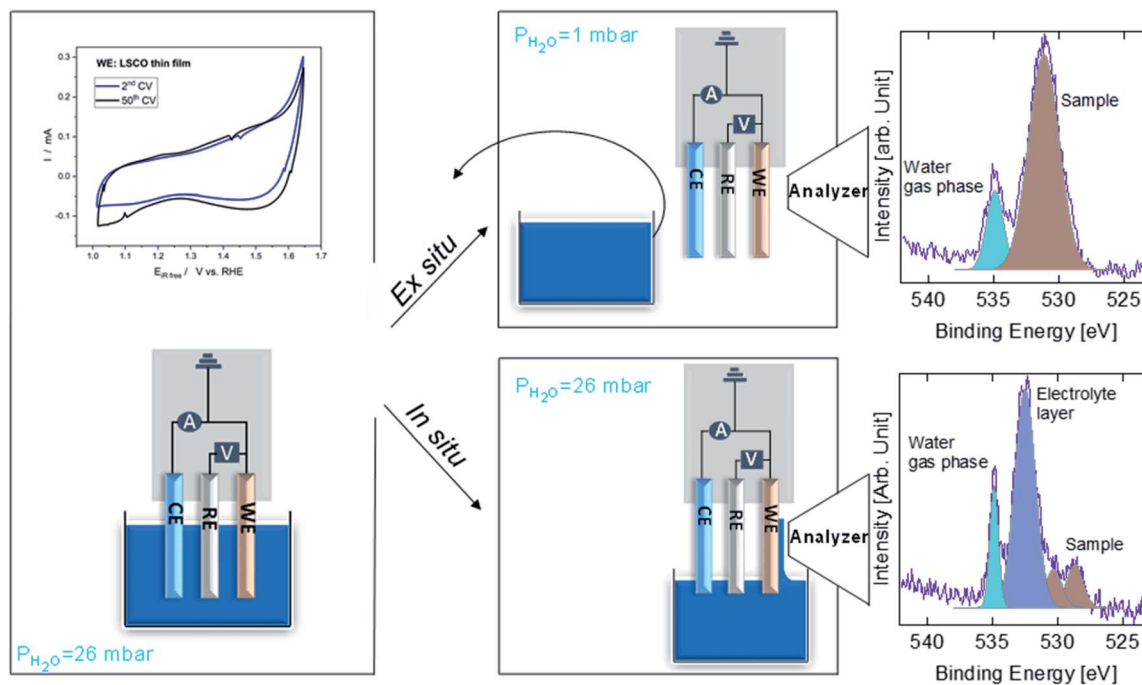 WE: LSCO thin film
2nd CV
50th CV
I / mA
0.3
0.2
0.1
0.0
-0.1
1.0 1.1 1.2 1.3 1.4 1.5 1.6 1.7
EiR free / V vs. RHE
A
V
CE
RE
WE
PH2O=26 mbar
Ex situ
In situ
PH2O=1 mbar
A
V
CE
RE
WE
Analyzer
Intensity [arb. Unit]
Water
gas phase
Sample
540 535 530 525
Binding Energy [eV]
PH2O=26 mbar
A
V
CE
RE
WE
Analyzer
Intensity [Arb. Unit]
Electrolyte
layer
Water
gas phase
Sample
540 535 530 525
Binding Energy [eV]